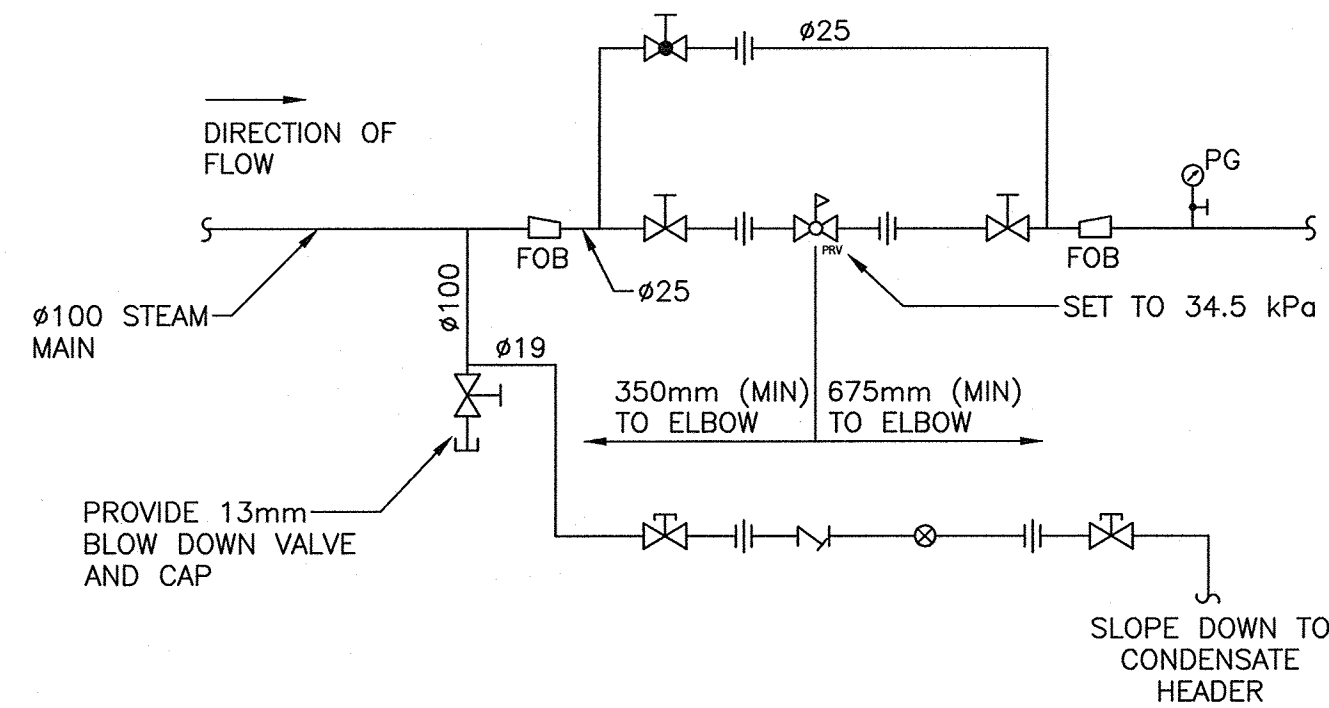 ø25
DIRECTION OF
FLOW
PG
FOB
PRV
FOB
ø100
ø25
SET TO 34.5 kPa
ø100 STEAM
MAIN
ø19
350mm (MIN)
TO ELBOW
675mm (MIN)
TO ELBOW
PROVIDE 13mm
BLOW DOWN VALVE
AND CAP
SLOPE DOWN TO
CONDENSATE
HEADER